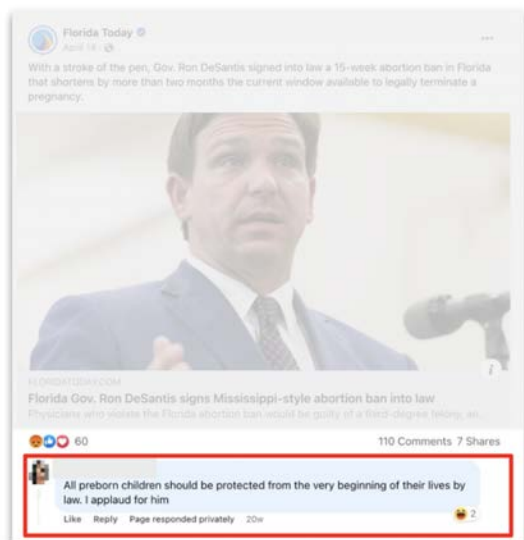 Florida Today
April 14
With a stroke of the pen, Gov. Ron DeSantis signed into law a 15-week abortion ban in Florida
that shortens by more than two months the current window available to legally terminate a
pregnancy.
FLORIDATODAY.COM
Florida Gov. Ron DeSantis signs Mississippi-style abortion ban into law
Physicians who violate the Florida abortion ban would be guilty of a third-degree felony, an...
60
110 Comments 7 Shares
All preborn children should be protected from the very beginning of their lives by
law. I applaud for him
Like Reply Page responded privately 20w
2